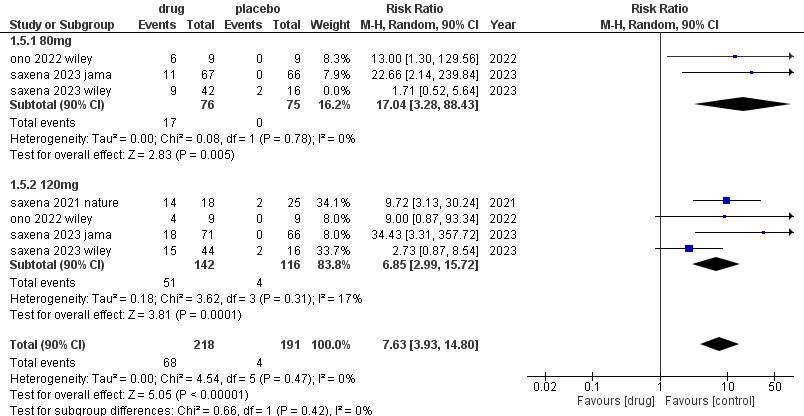 drug placebo Risk Ratio Risk Ratio
Study or Subgroup Events Total Events Total Weight M-H, Random, 90% CI Year M-H, Random, 90% CI
1.5.1 80mg
ono 2022 wiley 6 9 0 9 8.3% 13.00 [1.30, 129.56] 2022
saxena 2023 jama 11 67 0 66 7.9% 22.66 [2.14, 239.84] 2023
saxena 2023 wiley 9 42 2 16 0.0% 1.71 [0.52, 5.64] 2023
Subtotal (90% CI) 76 75 16.2% 17.04 [3.28, 88.43]
Total events 17 0
Heterogeneity: Tau² = 0.00; Chi² = 0.08, df = 1 (P = 0.78); I² = 0%
Test for overall effect: Z = 2.83 (P = 0.005)
1.5.2 120mg
saxena 2021 nature 14 18 2 25 34.1% 9.72 [3.13, 30.24] 2021
ono 2022 wiley 4 9 0 9 8.0% 9.00 [0.87, 93.34] 2022
saxena 2023 jama 18 71 0 66 8.0% 34.43 [3.31, 357.72] 2023
saxena 2023 wiley 15 44 2 16 33.7% 2.73 [0.87, 8.54] 2023
Subtotal (90% CI) 142 116 83.8% 6.85 [2.99, 15.72]
Total events 51 4
Heterogeneity: Tau² = 0.18; Chi² = 3.62, df = 3 (P = 0.31); I² = 17%
Test for overall effect: Z = 3.81 (P = 0.0001)
Total (90% CI) 218 191 100.0% 7.63 [3.93, 14.80]
Total events 68 4
Heterogeneity: Tau² = 0.00; Chi² = 4.54, df = 5 (P = 0.47); I² = 0%
Test for overall effect: Z = 5.05 (P < 0.00001)
Test for subgroup differences: Chi² = 0.66, df = 1 (P = 0.42), I² = 0%
0.02 0.1 1.0 10 50
Favours [drug] Favours [control]